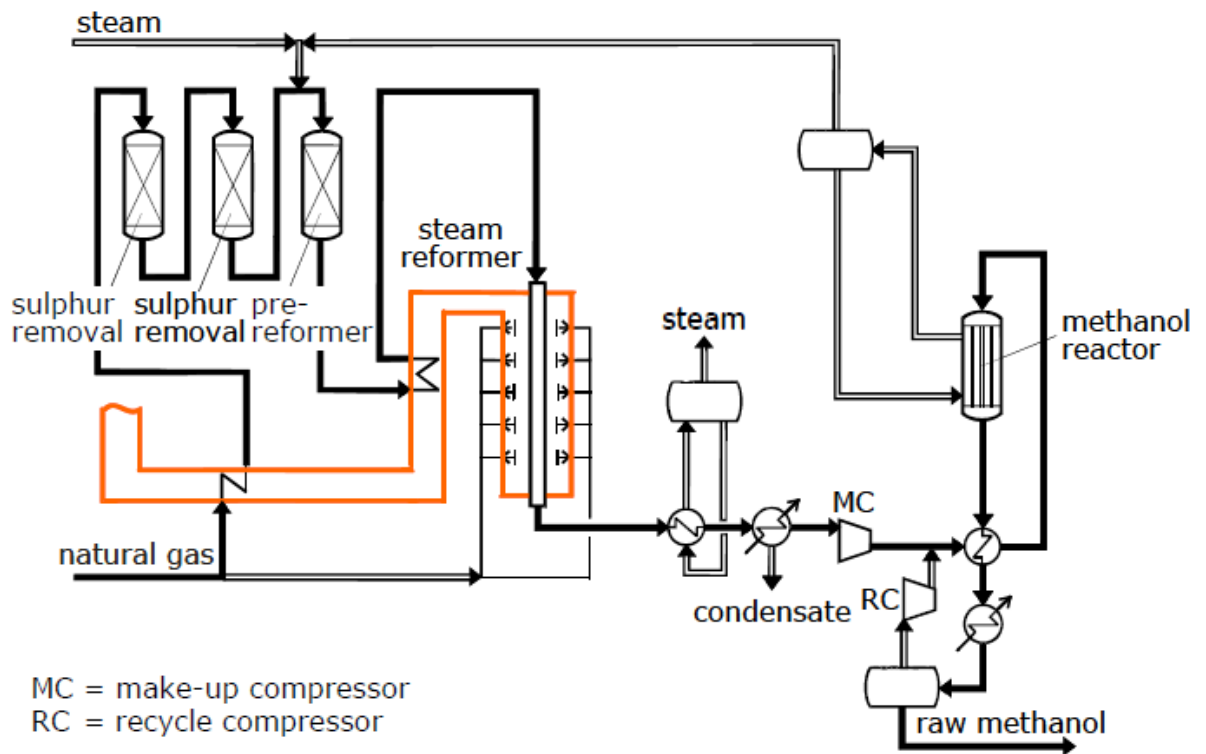 steam
steam
reformer
sulphur
removal
sulphur
removal
pre-
reformer
steam
methanol
reactor
natural gas
MC
condensate
RC
MC = make-up compressor
RC = recycle compressor
raw methanol